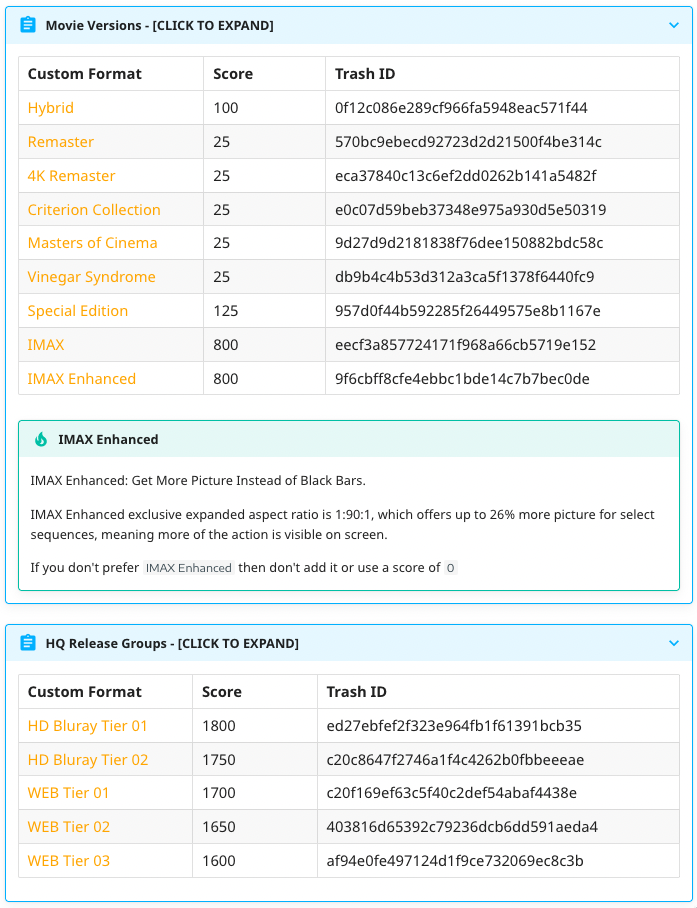 Movie Versions - [CLICK TO EXPAND]
Custom Format Score Trash ID
Hybrid 100 0f12c086e289cf966fa5948eac571f44
Remaster 25 570bc9ebecd92723d2d21500f4be314c
4K Remaster 25 eca37840c13c6ef2dd0262b141a5482f
Criterion Collection 25 e0c07d59beb37348e975a930d5e50319
Masters of Cinema 25 9d27d9d2181838f76dee150882bdc58c
Vinegar Syndrome 25 db9b4c4b53d312a3ca5f1378f6440fc9
Special Edition 125 957d0f44b592285f26449575e8b1167e
IMAX 800 eecf3a857724171f968a66cb5719e152
IMAX Enhanced 800 9f6cbff8cfe4ebbc1bde14c7b7bec0de
IMAX Enhanced
IMAX Enhanced: Get More Picture Instead of Black Bars.
IMAX Enhanced exclusive expanded aspect ratio is 1:90:1, which offers up to 26% more picture for select
sequences, meaning more of the action is visible on screen.
If you don't prefer IMAX Enhanced then don't add it or use a score of 0
HQ Release Groups - [CLICK TO EXPAND]
Custom Format Score Trash ID
HD Bluray Tier 01 1800 ed27ebfef2f323e964fb1f61391bcb35
HD Bluray Tier 02 1750 c20c8647f2746a1f4c4262b0fbbeeeae
WEB Tier 01 1700 c20f169ef63c5f40c2def54abaf4438e
WEB Tier 02 1650 403816d65392c79236dcb6dd591aeda4
WEB Tier 03 1600 af94e0fe497124d1f9ce732069ec8c3b